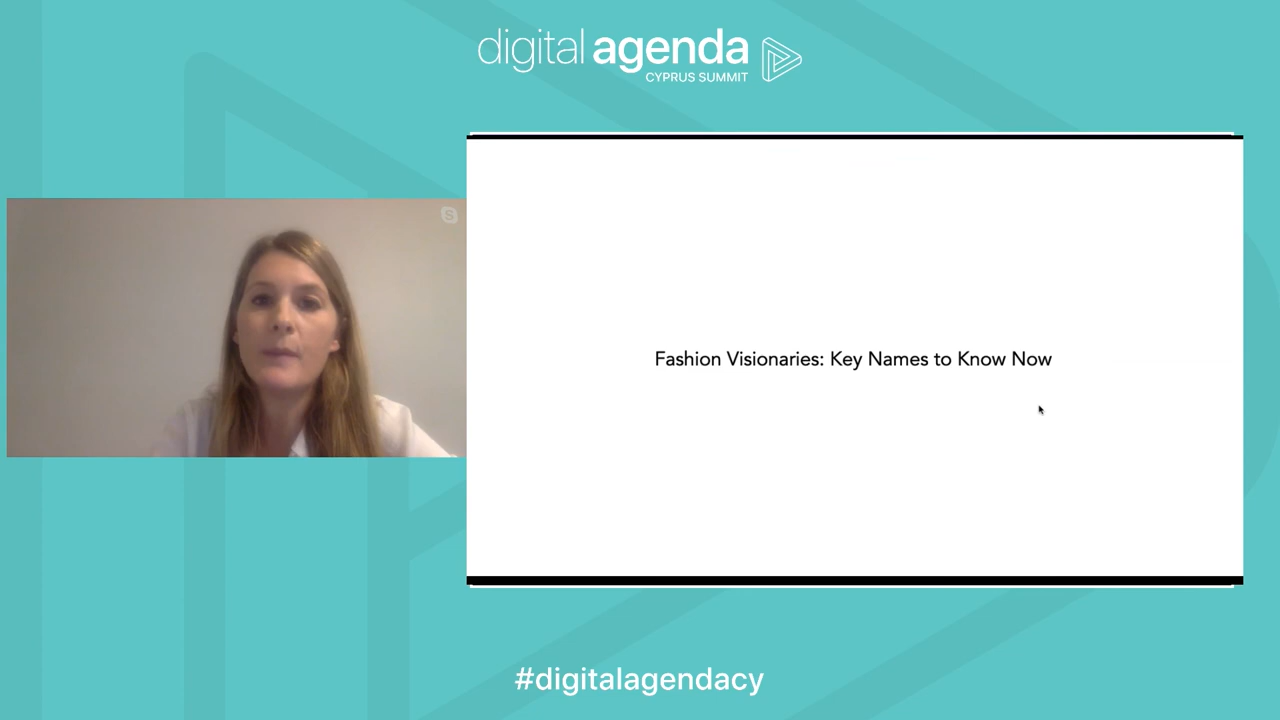 digital agenda
CYPRUS SUMMIT
Fashion Visionaries: Key Names to Know Now
#digitalagendacy